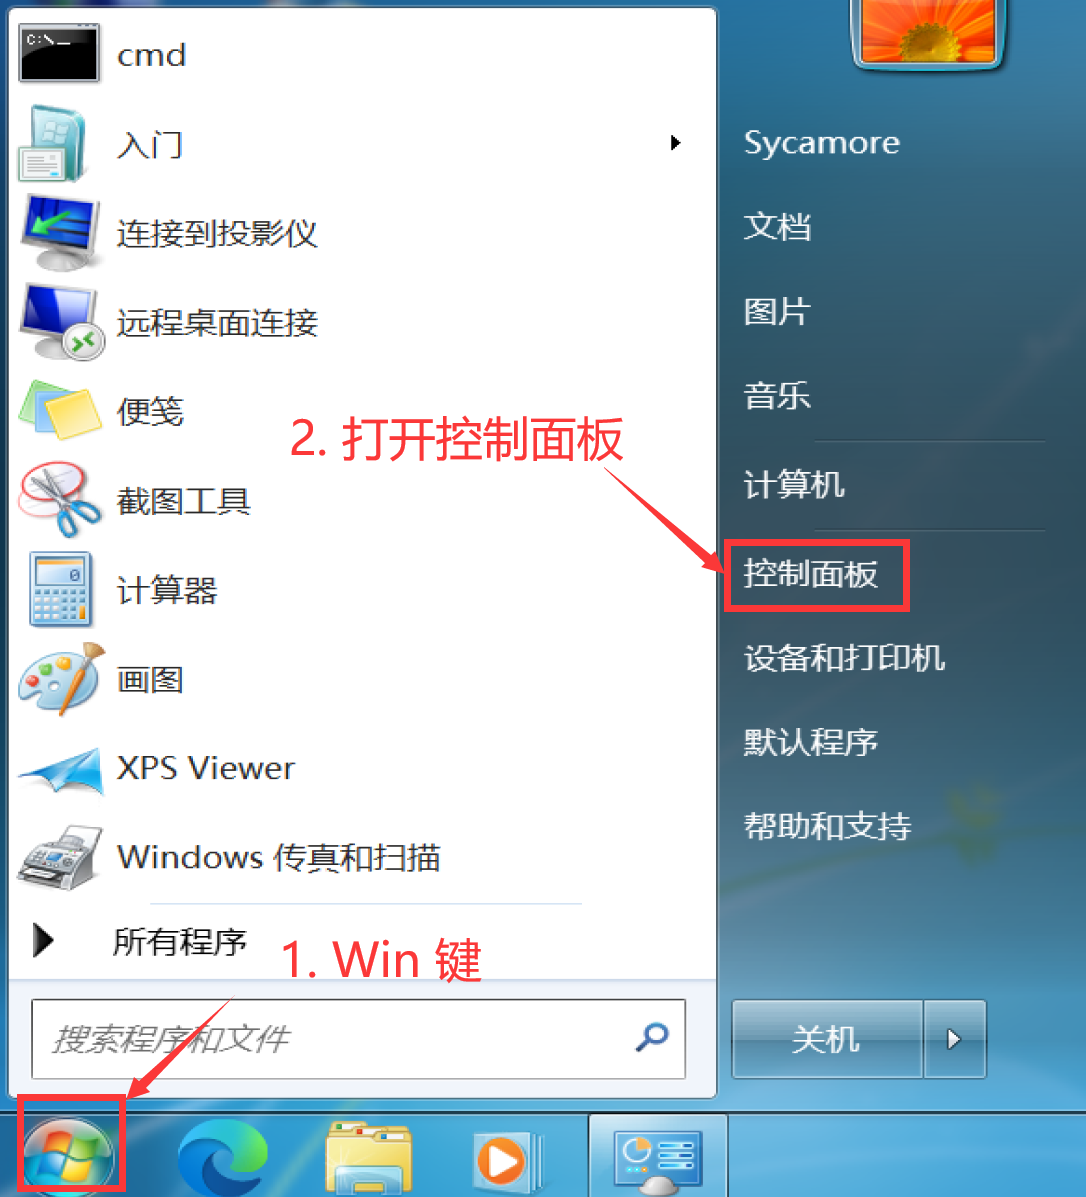 C:\_
cmd
入门
连接到投影仪
远程桌面连接
便笺
2. 打开控制面板
截图工具
0
计算器
画图
XPS Viewer
Windows 传真和扫描
所有程序
1. Win 键
搜索程序和文件
Sycamore
文档
图片
音乐
计算机
控制面板
设备和打印机
默认程序
帮助和支持
关机